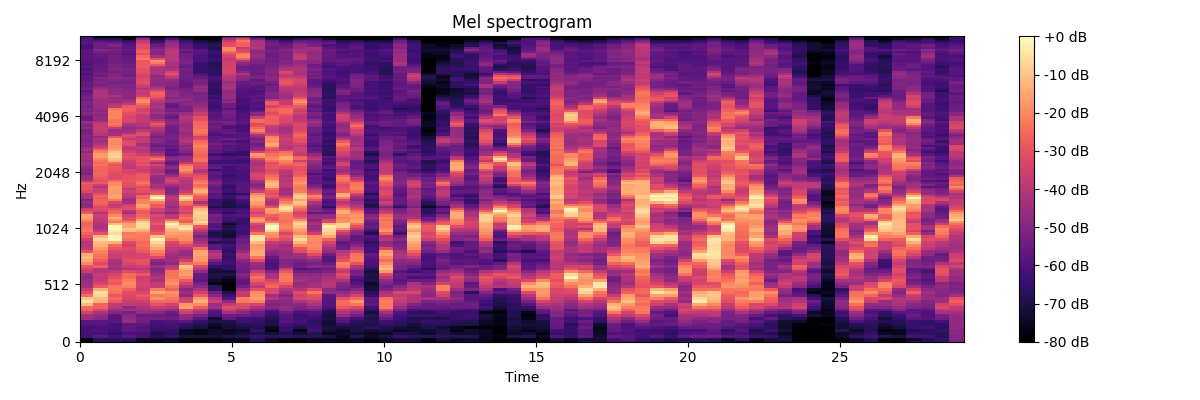 Mel spectrogram
Hz
8192
4096
2048
1024
512
0
0 5 10 15 20 25
Time
+0 dB
-10 dB
-20 dB
-30 dB
-40 dB
-50 dB
-60 dB
-70 dB
-80 dB